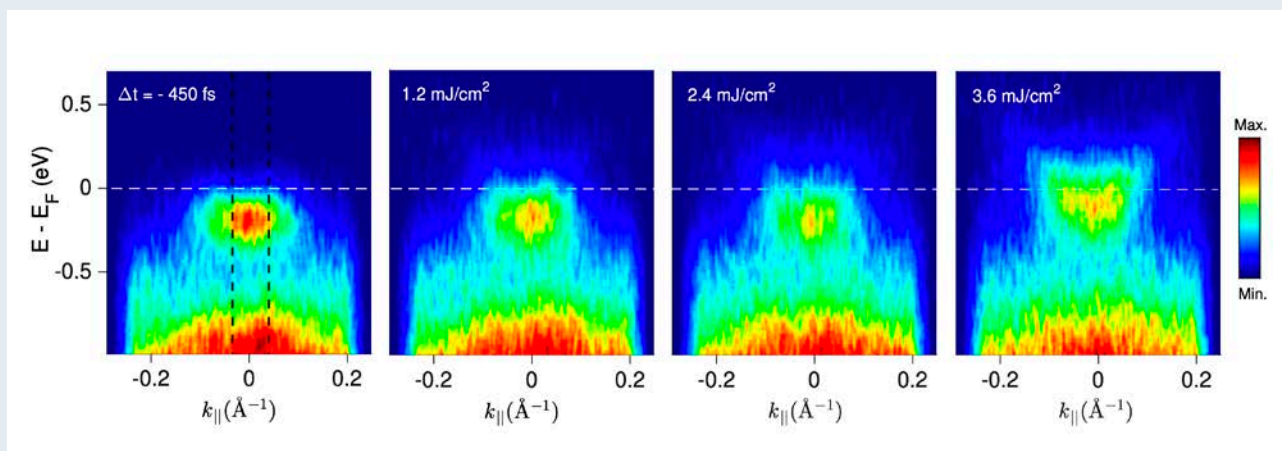 Δt = - 450 fs
1.2 mJ/cm²
2.4 mJ/cm²
3.6 mJ/cm²
E - E_F (eV)
0.5
0
-0.5
-0.2 0 0.2
-0.2 0 0.2
-0.2 0 0.2
-0.2 0 0.2
k_||(Å⁻¹)
k_||(Å⁻¹)
k_||(Å⁻¹)
k_||(Å⁻¹)
Max.
Min.